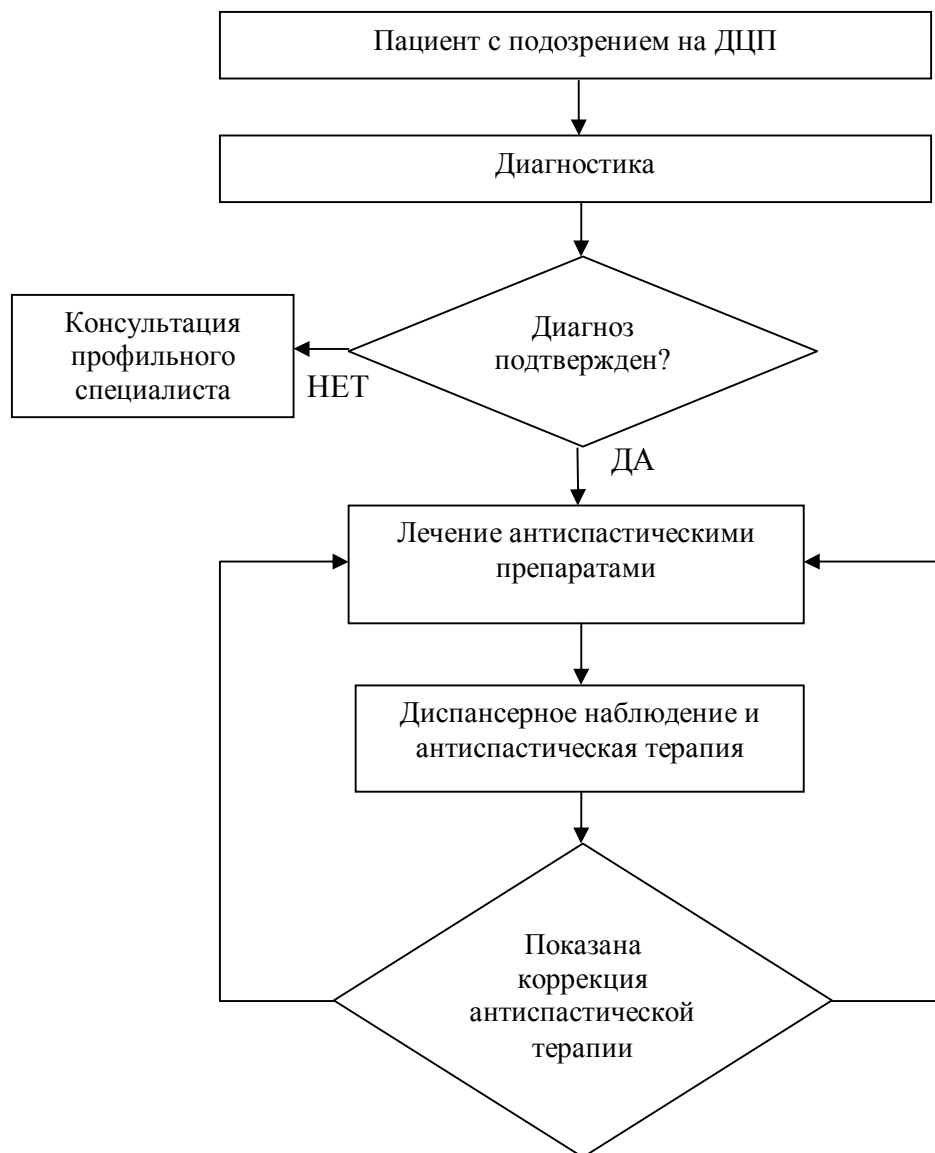 Пациент с подозрением на ДЦП
Диагностика
Диагноз
подтвержден?
Консультация
профильного
специалиста
НЕТ
ДА
Лечение антиспастическими
препаратами
Диспансерное наблюдение и
антиспастическая терапия
Показана
коррекция
антиспастической
терапии